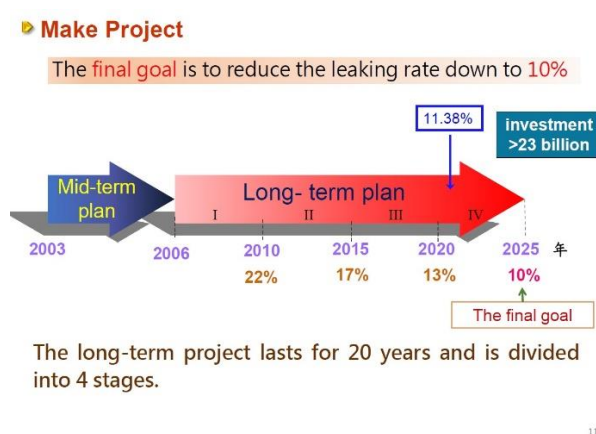 Make Project
The final goal is to reduce the leaking rate down to 10%
11.38%
investment
>23 billion
Mid-term
plan
Long- term plan
I II III IV
2003 2006 2010 2015 2020 2025 年
22% 17% 13% 10%
The final goal
The long-term project lasts for 20 years and is divided
into 4 stages.
11